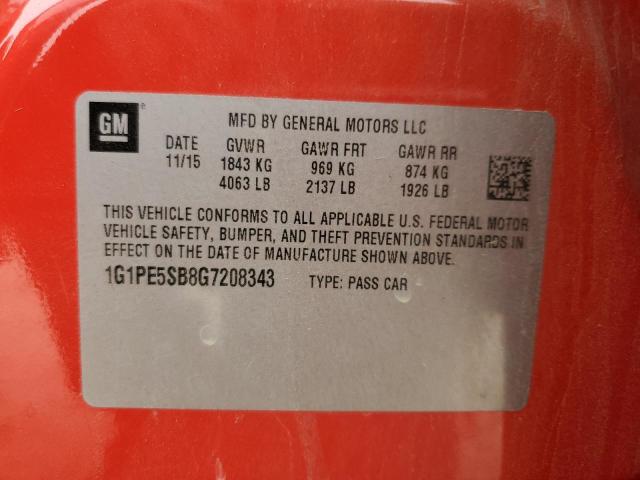 GM ®
MFD BY GENERAL MOTORS LLC
DATE GVWR GAWR FRT GAWR RR
11/15 1843 KG 969 KG 874 KG
4063 LB 2137 LB 1926 LB
THIS VEHICLE CONFORMS TO ALL APPLICABLE U.S. FEDERAL MOTOR
VEHICLE SAFETY, BUMPER, AND THEFT PREVENTION STANDARDS IN
EFFECT ON THE DATE OF MANUFACTURE SHOWN ABOVE.
1G1PE5SB8G7208343 TYPE: PASS CAR